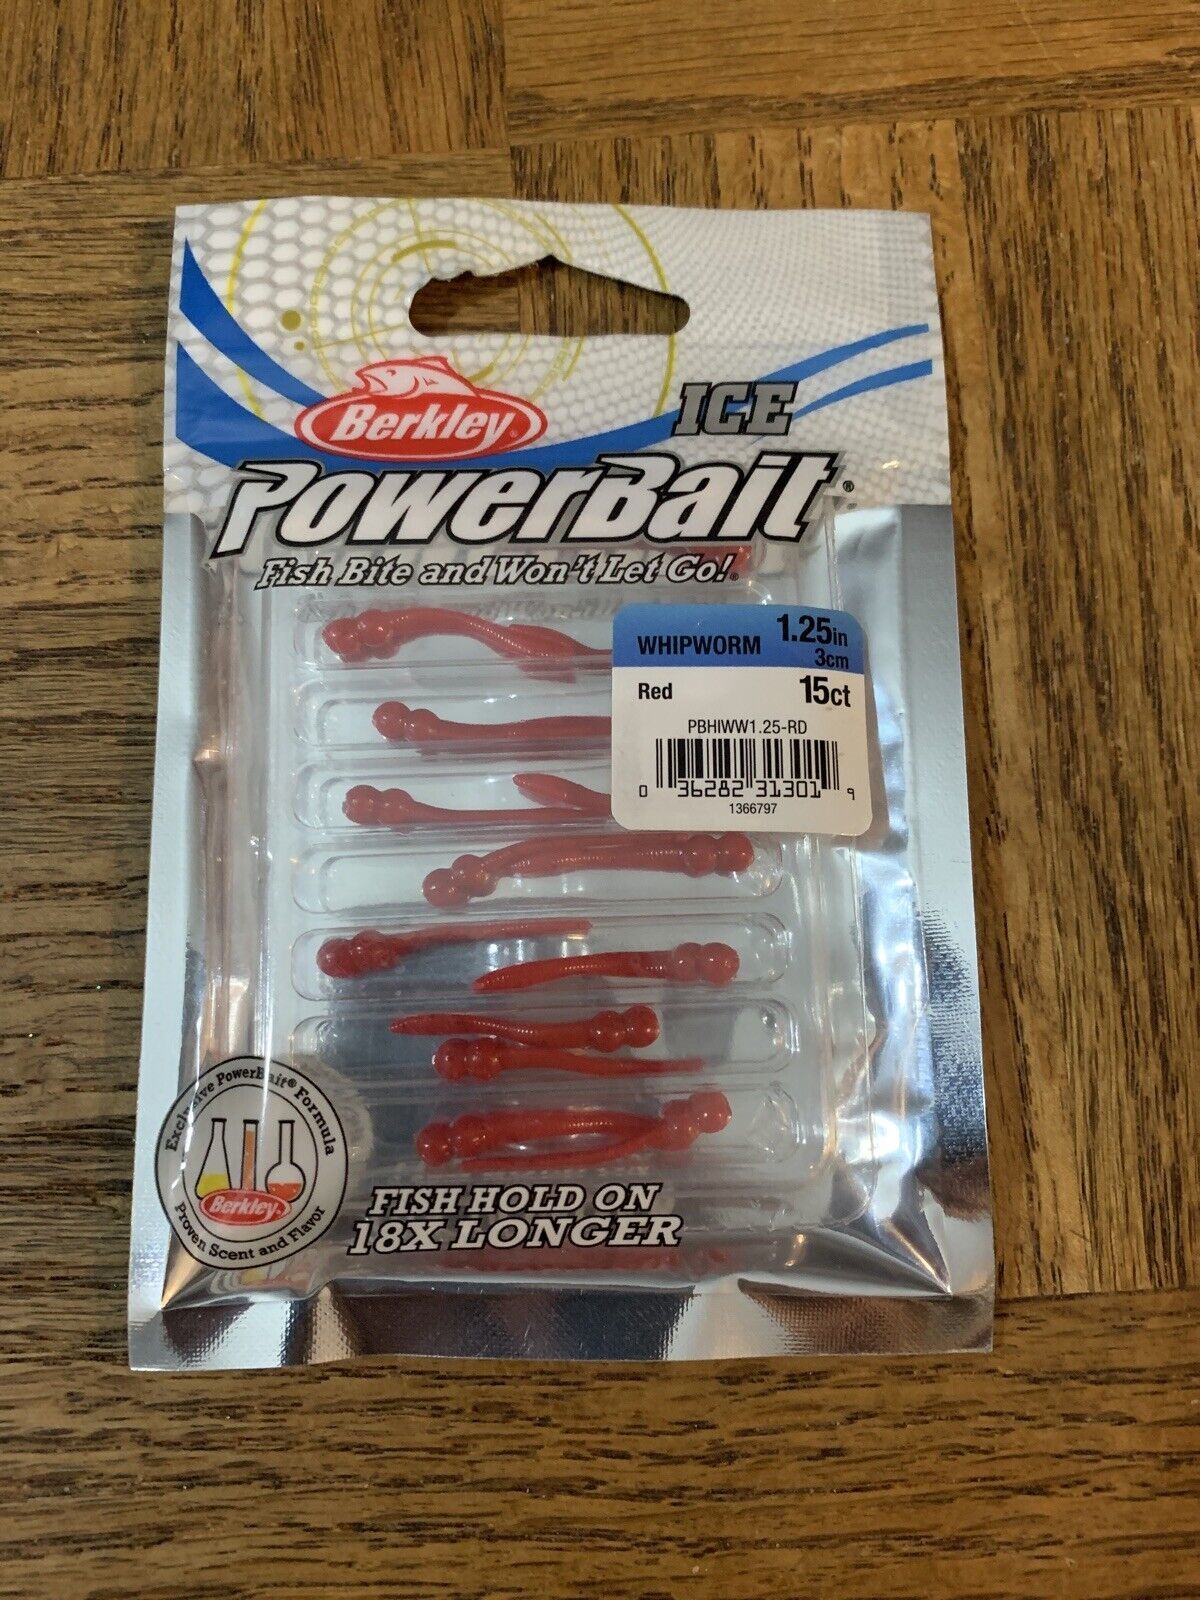 Berkley®
ICE
PowerBait®
Fish Bite and Won't Let Go!®
WHIPWORM 1.25in
3cm
Red 15ct
PBHIWW1.25-RD
0 36282 31301 9
1366797
Exclusive PowerBait® Formula
Berkley
Proven Scent and Flavor
FISH HOLD ON
18X LONGER